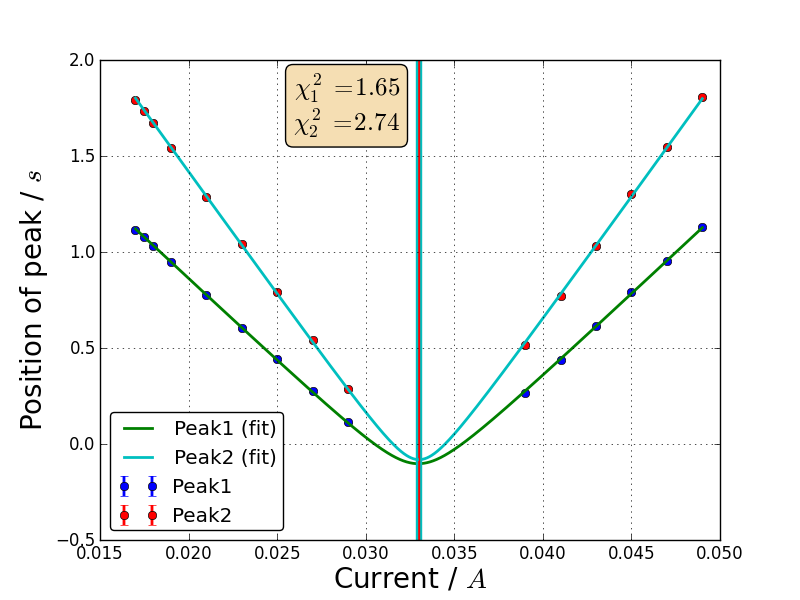 2.0
1.5
1.0
0.5
0.0
−0.5
Position of peak / s
χ₁² =1.65
χ₂² =2.74
Peak1 (fit)
Peak2 (fit)
Peak1
Peak2
0.015 0.020 0.025 0.030 0.035 0.040 0.045 0.050
Current / A